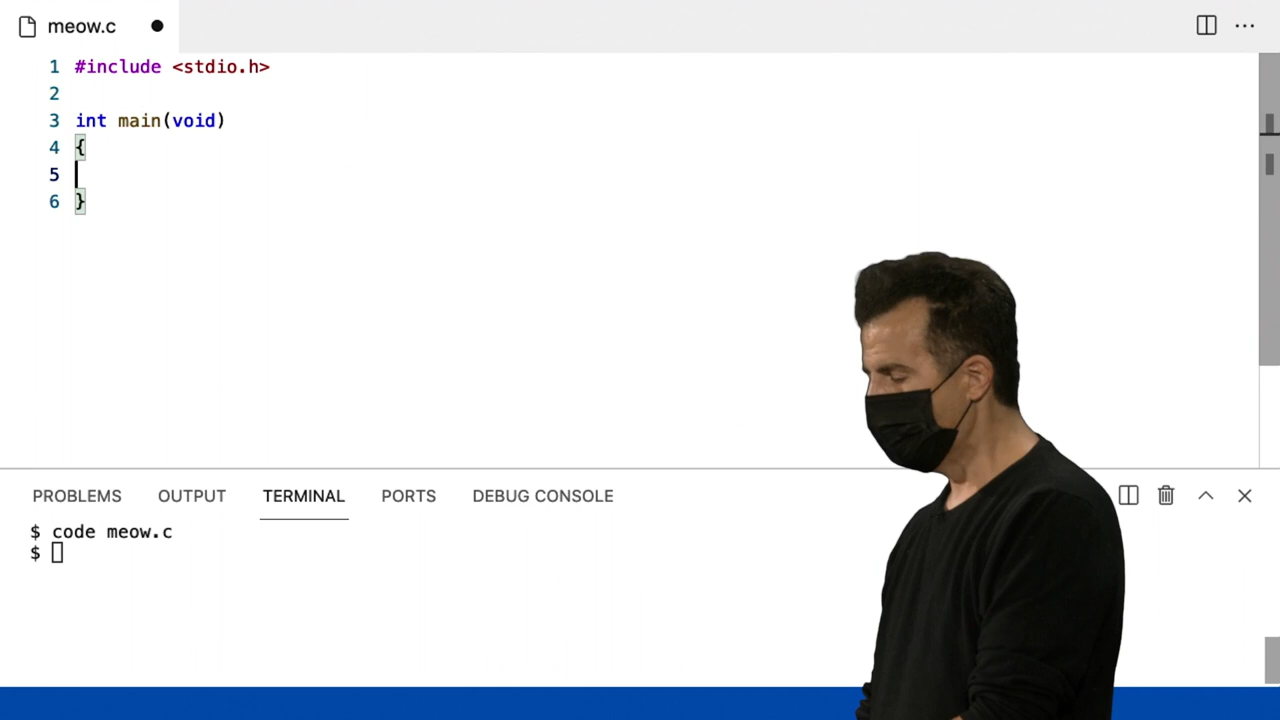 meow.c
1 #include <stdio.h>
2
3 int main(void)
4 {
5
6 }
PROBLEMS OUTPUT TERMINAL PORTS DEBUG CONSOLE
$ code meow.c
$